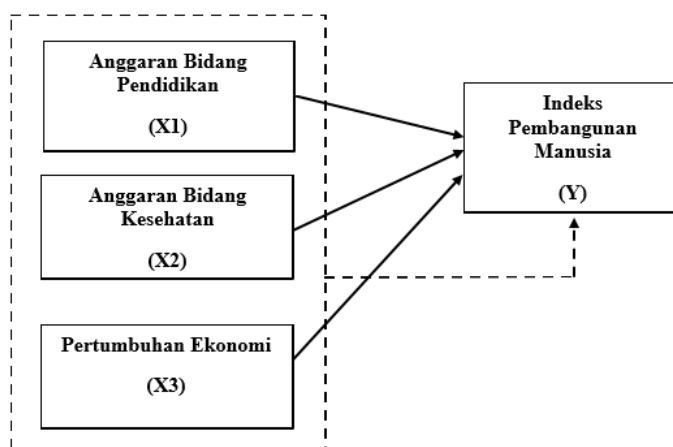 Anggaran Bidang
Pendidikan
(X1)
Anggaran Bidang
Kesehatan
(X2)
Pertumbuhan Ekonomi
(X3)
Indeks
Pembangunan
Manusia
(Y)